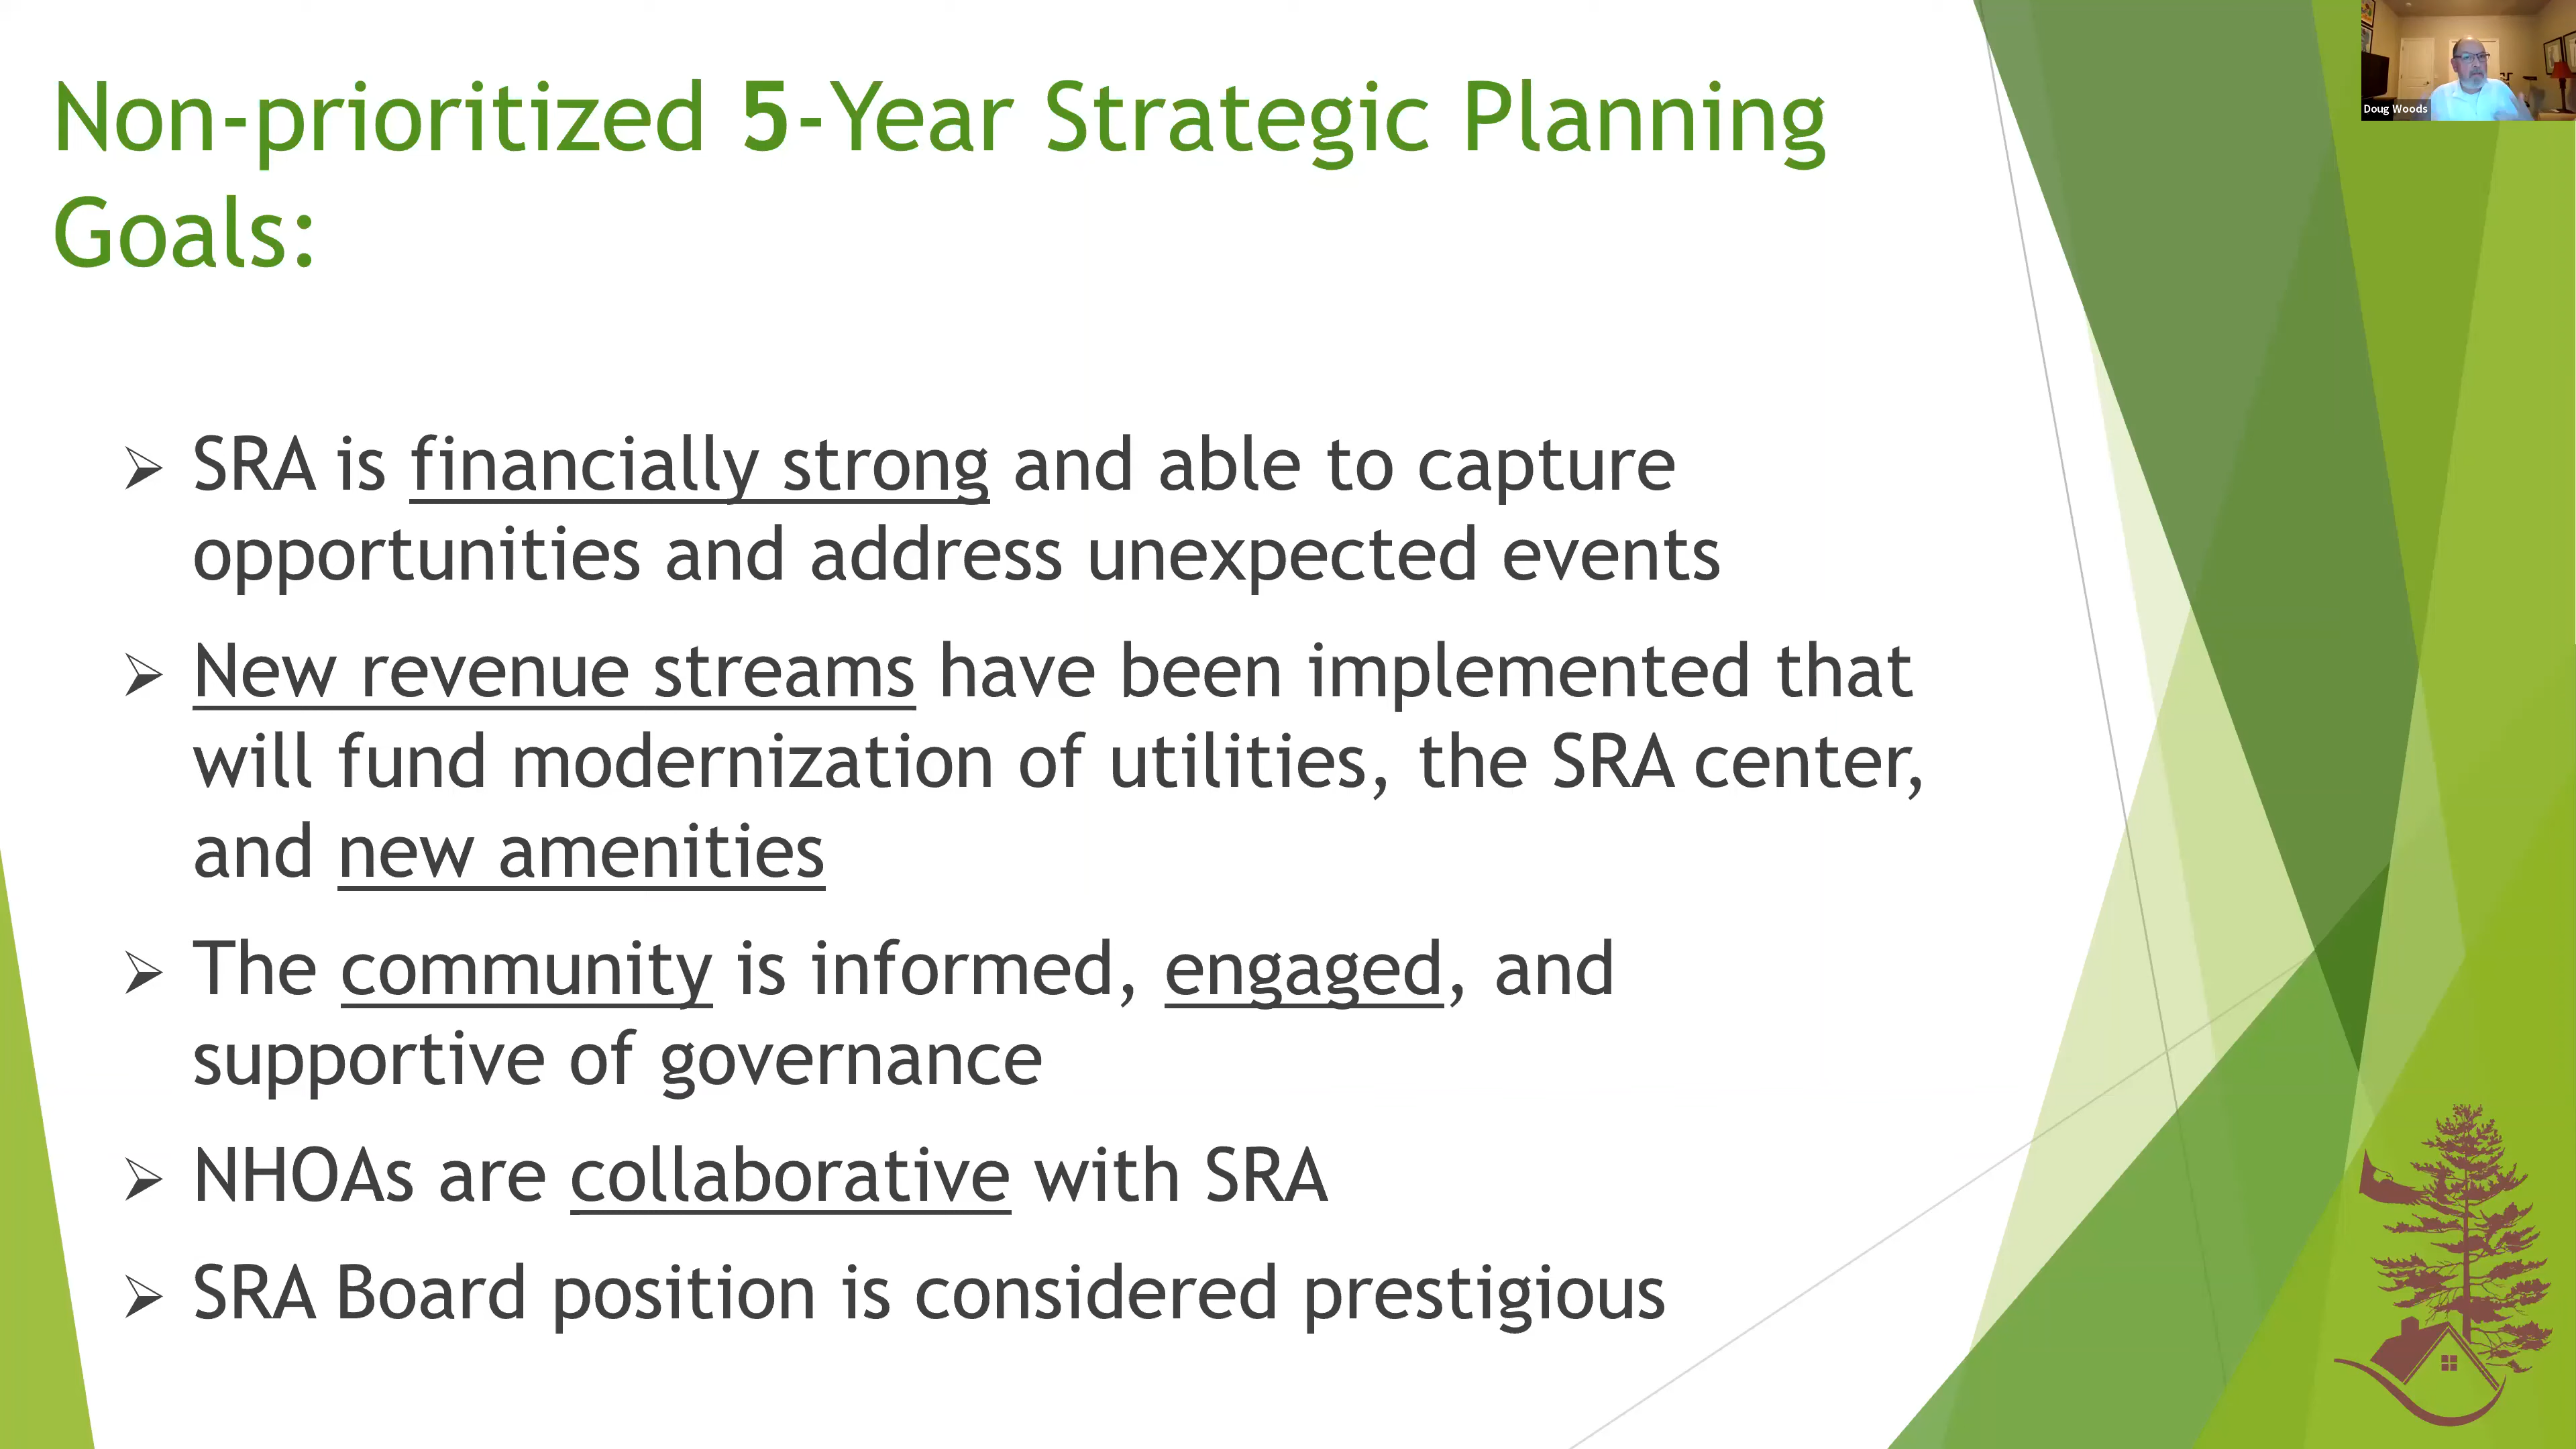 Non-prioritized 5-Year Strategic Planning
Goals:
Doug Woods
➢ SRA is financially strong and able to capture
opportunities and address unexpected events
➢ New revenue streams have been implemented that
will fund modernization of utilities, the SRA center,
and new amenities
➢ The community is informed, engaged, and
supportive of governance
➢ NHOAs are collaborative with SRA
➢ SRA Board position is considered prestigious